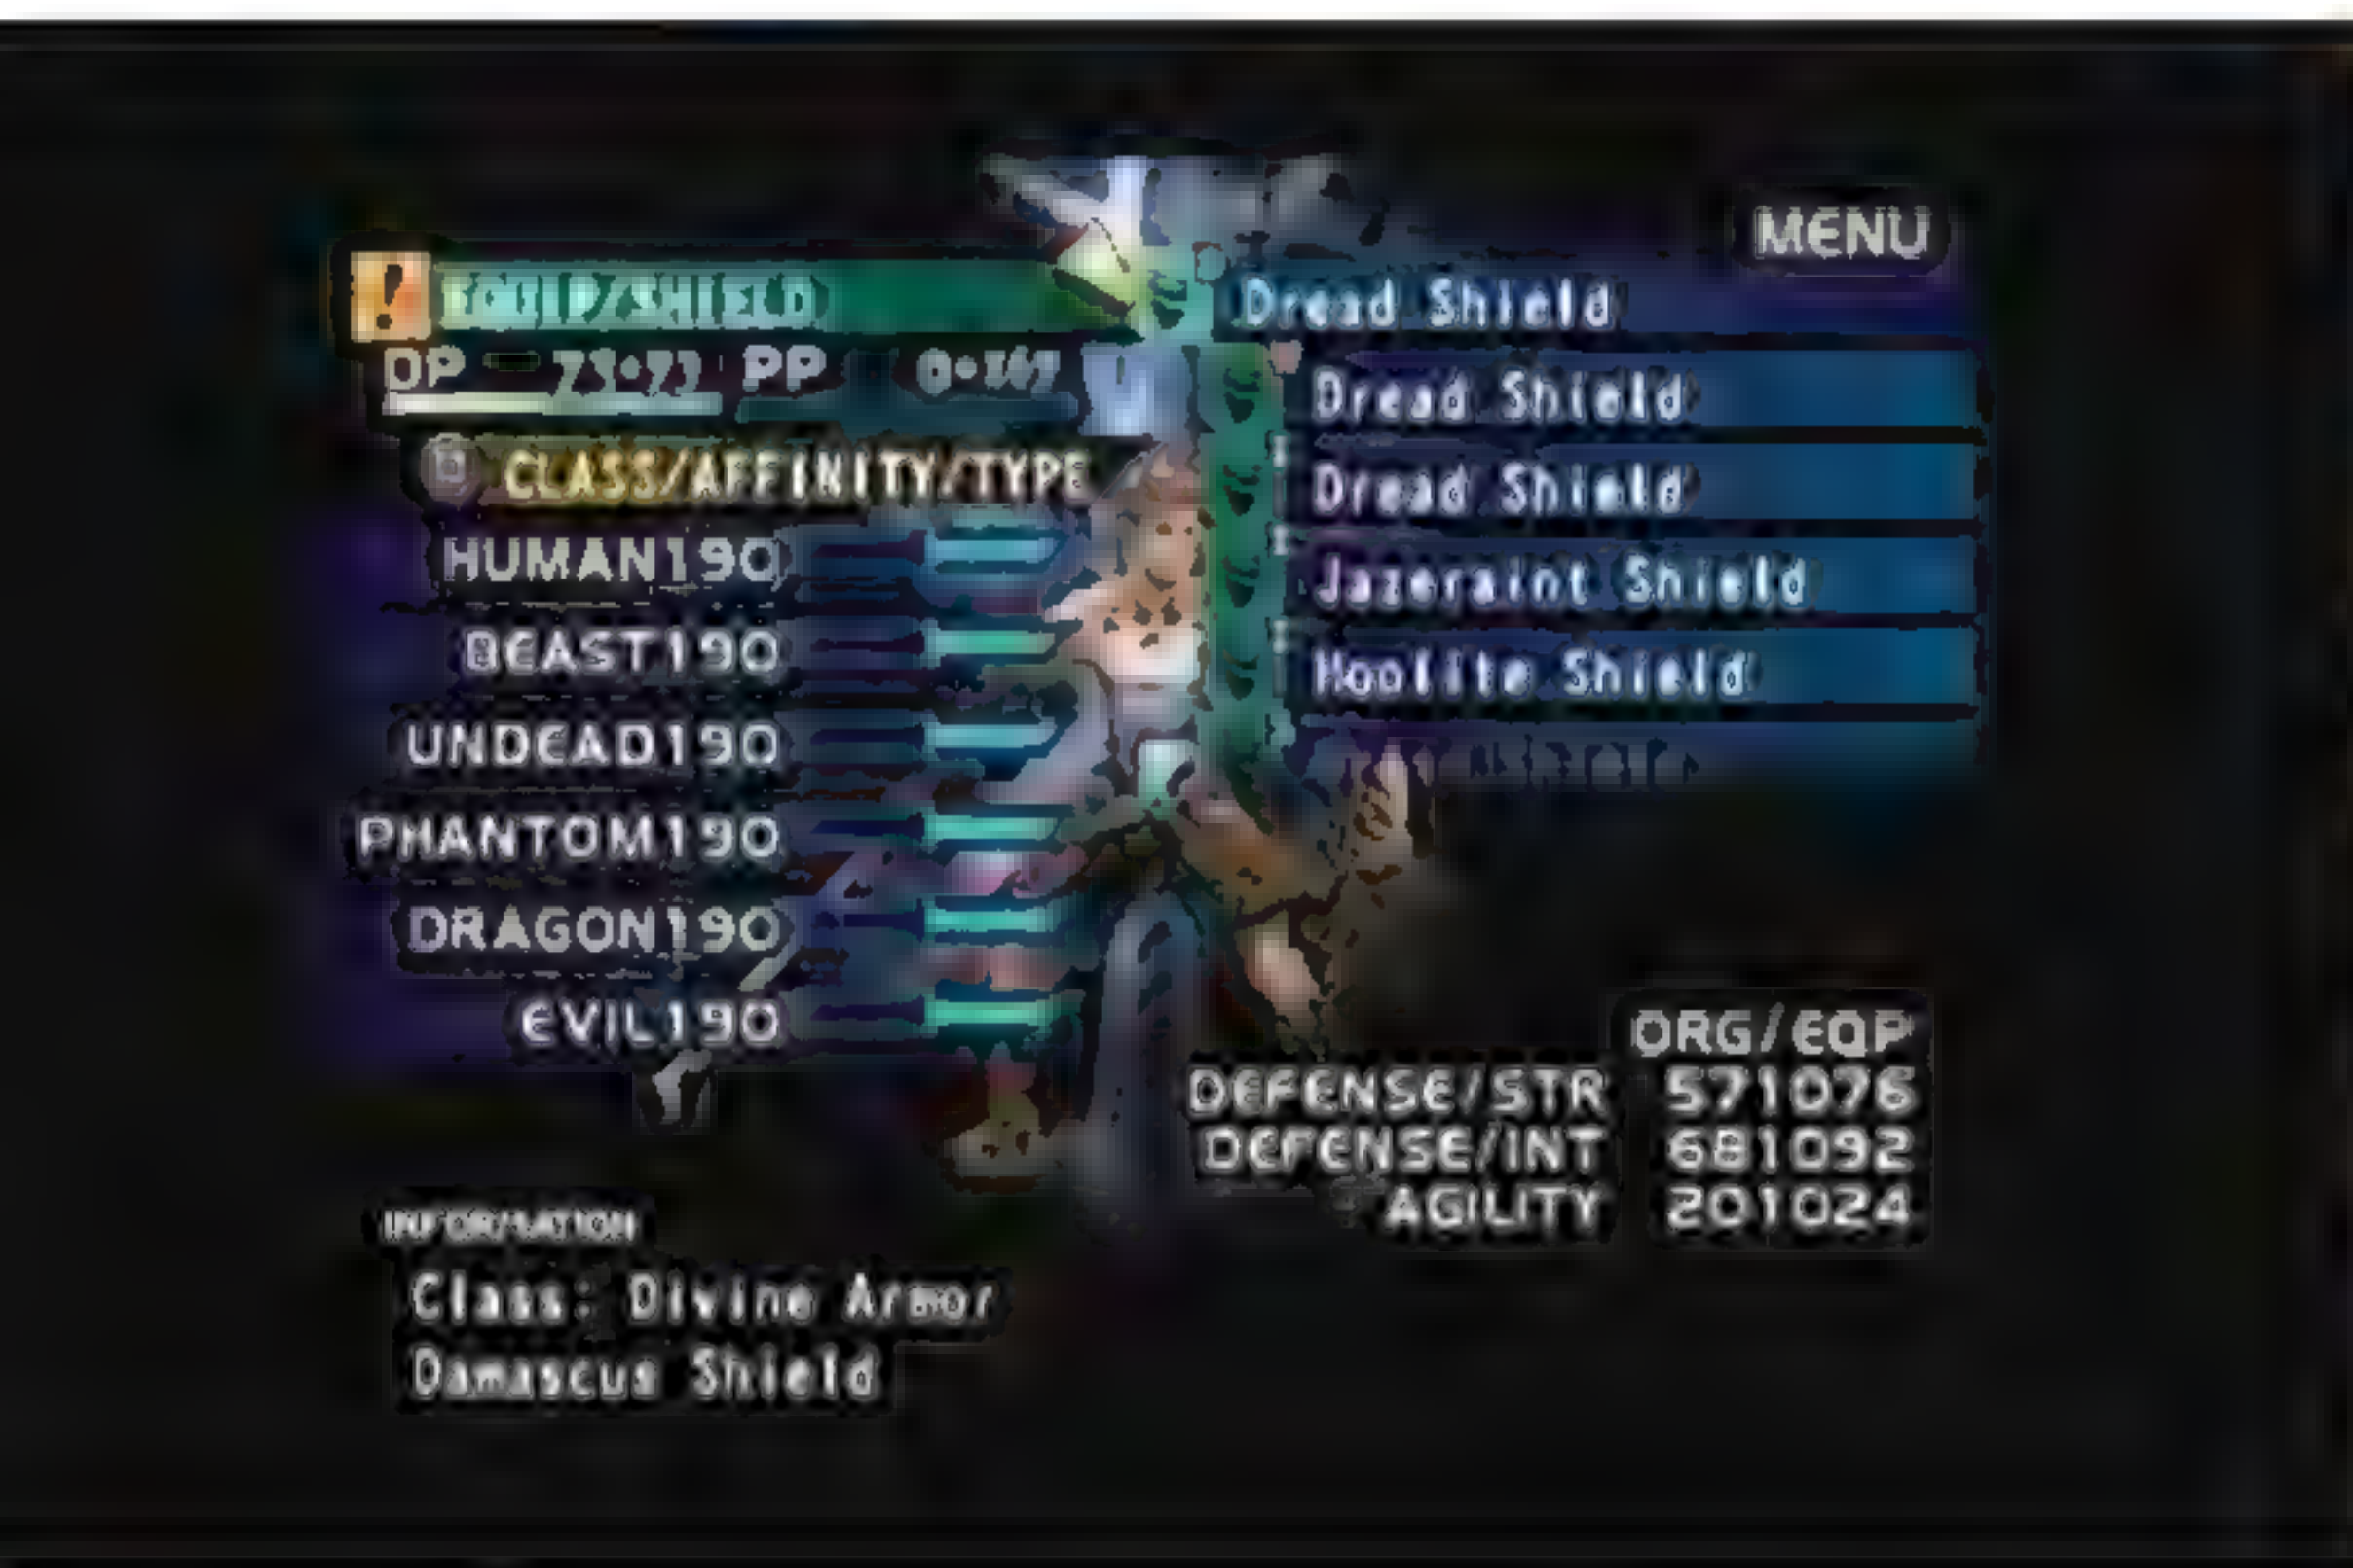 ! EQUIP/SHIELD
MENU
DP 73・73 PP
CLASS/AFFINITY/TYPE
HUMAN190
BEAST190
UNDEAD190
PHANTOM190
DRAGON190
EVIL190
Dread Shield
Dread Shield
Dread Shield
Jazeraint Shield
Hoplite Shield
ORG/EQP
DEFENSE/STR 571076
DEFENSE/INT 681092
AGILITY 201024
INFORMATION
Class: Divine Armor
Damascus Shield